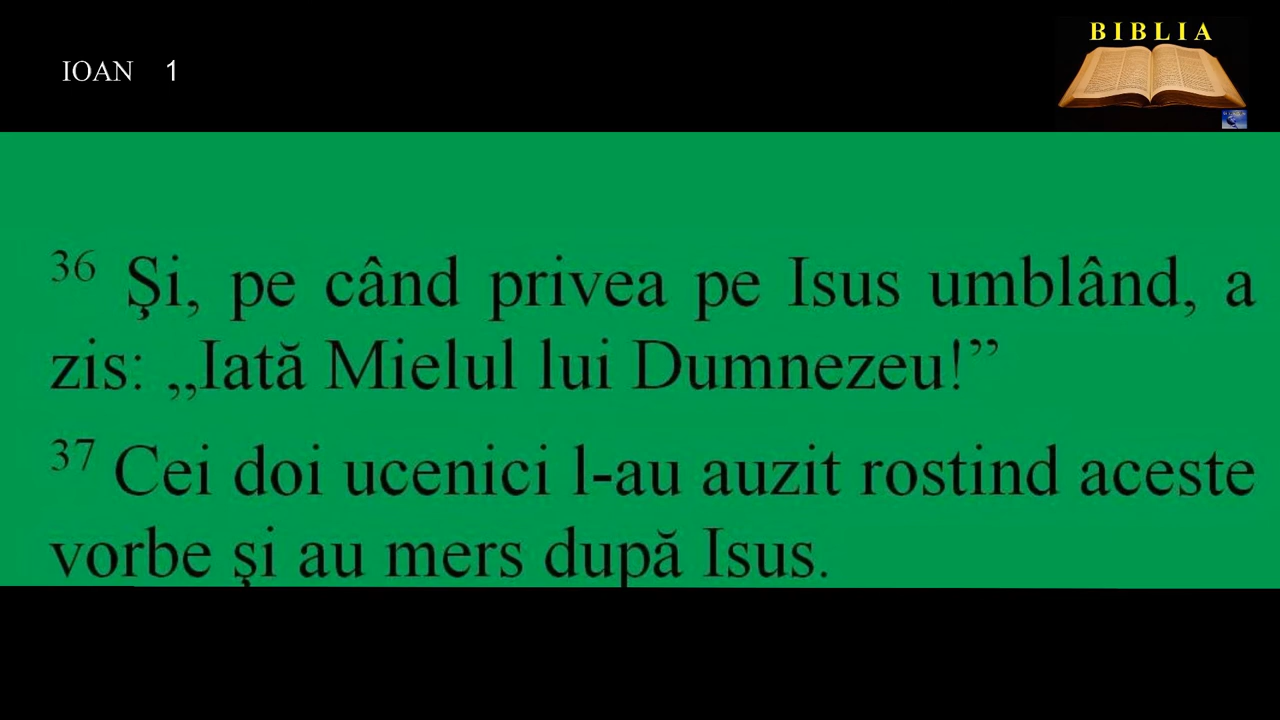 BIBLIA
IOAN 1
36 Şi, pe când privea pe Isus umblând, a
zis: „Iată Mielul lui Dumnezeu!”
37 Cei doi ucenici l-au auzit rostind aceste
vorbe şi au mers după Isus.